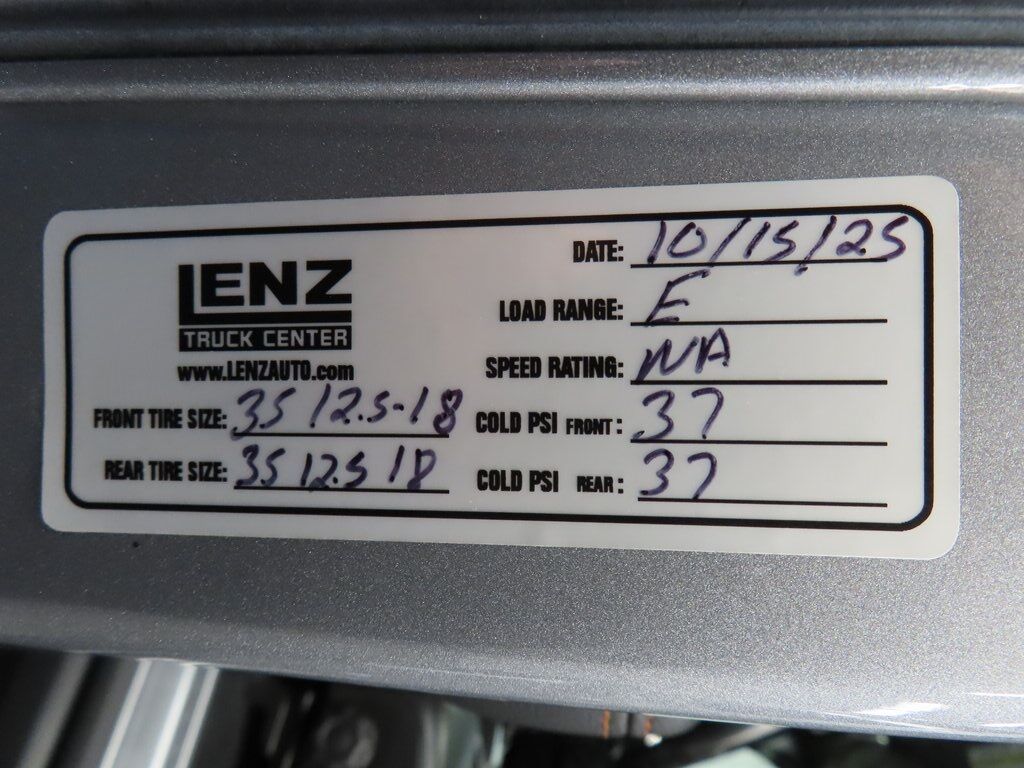 LENZ
TRUCK CENTER
www.LENZAUTO.com
FRONT TIRE SIZE: 35 12.5-18
REAR TIRE SIZE: 35 12.5 18
DATE: 10/15/25
LOAD RANGE: E
SPEED RATING: NA
COLD PSI FRONT: 37
COLD PSI REAR: 37